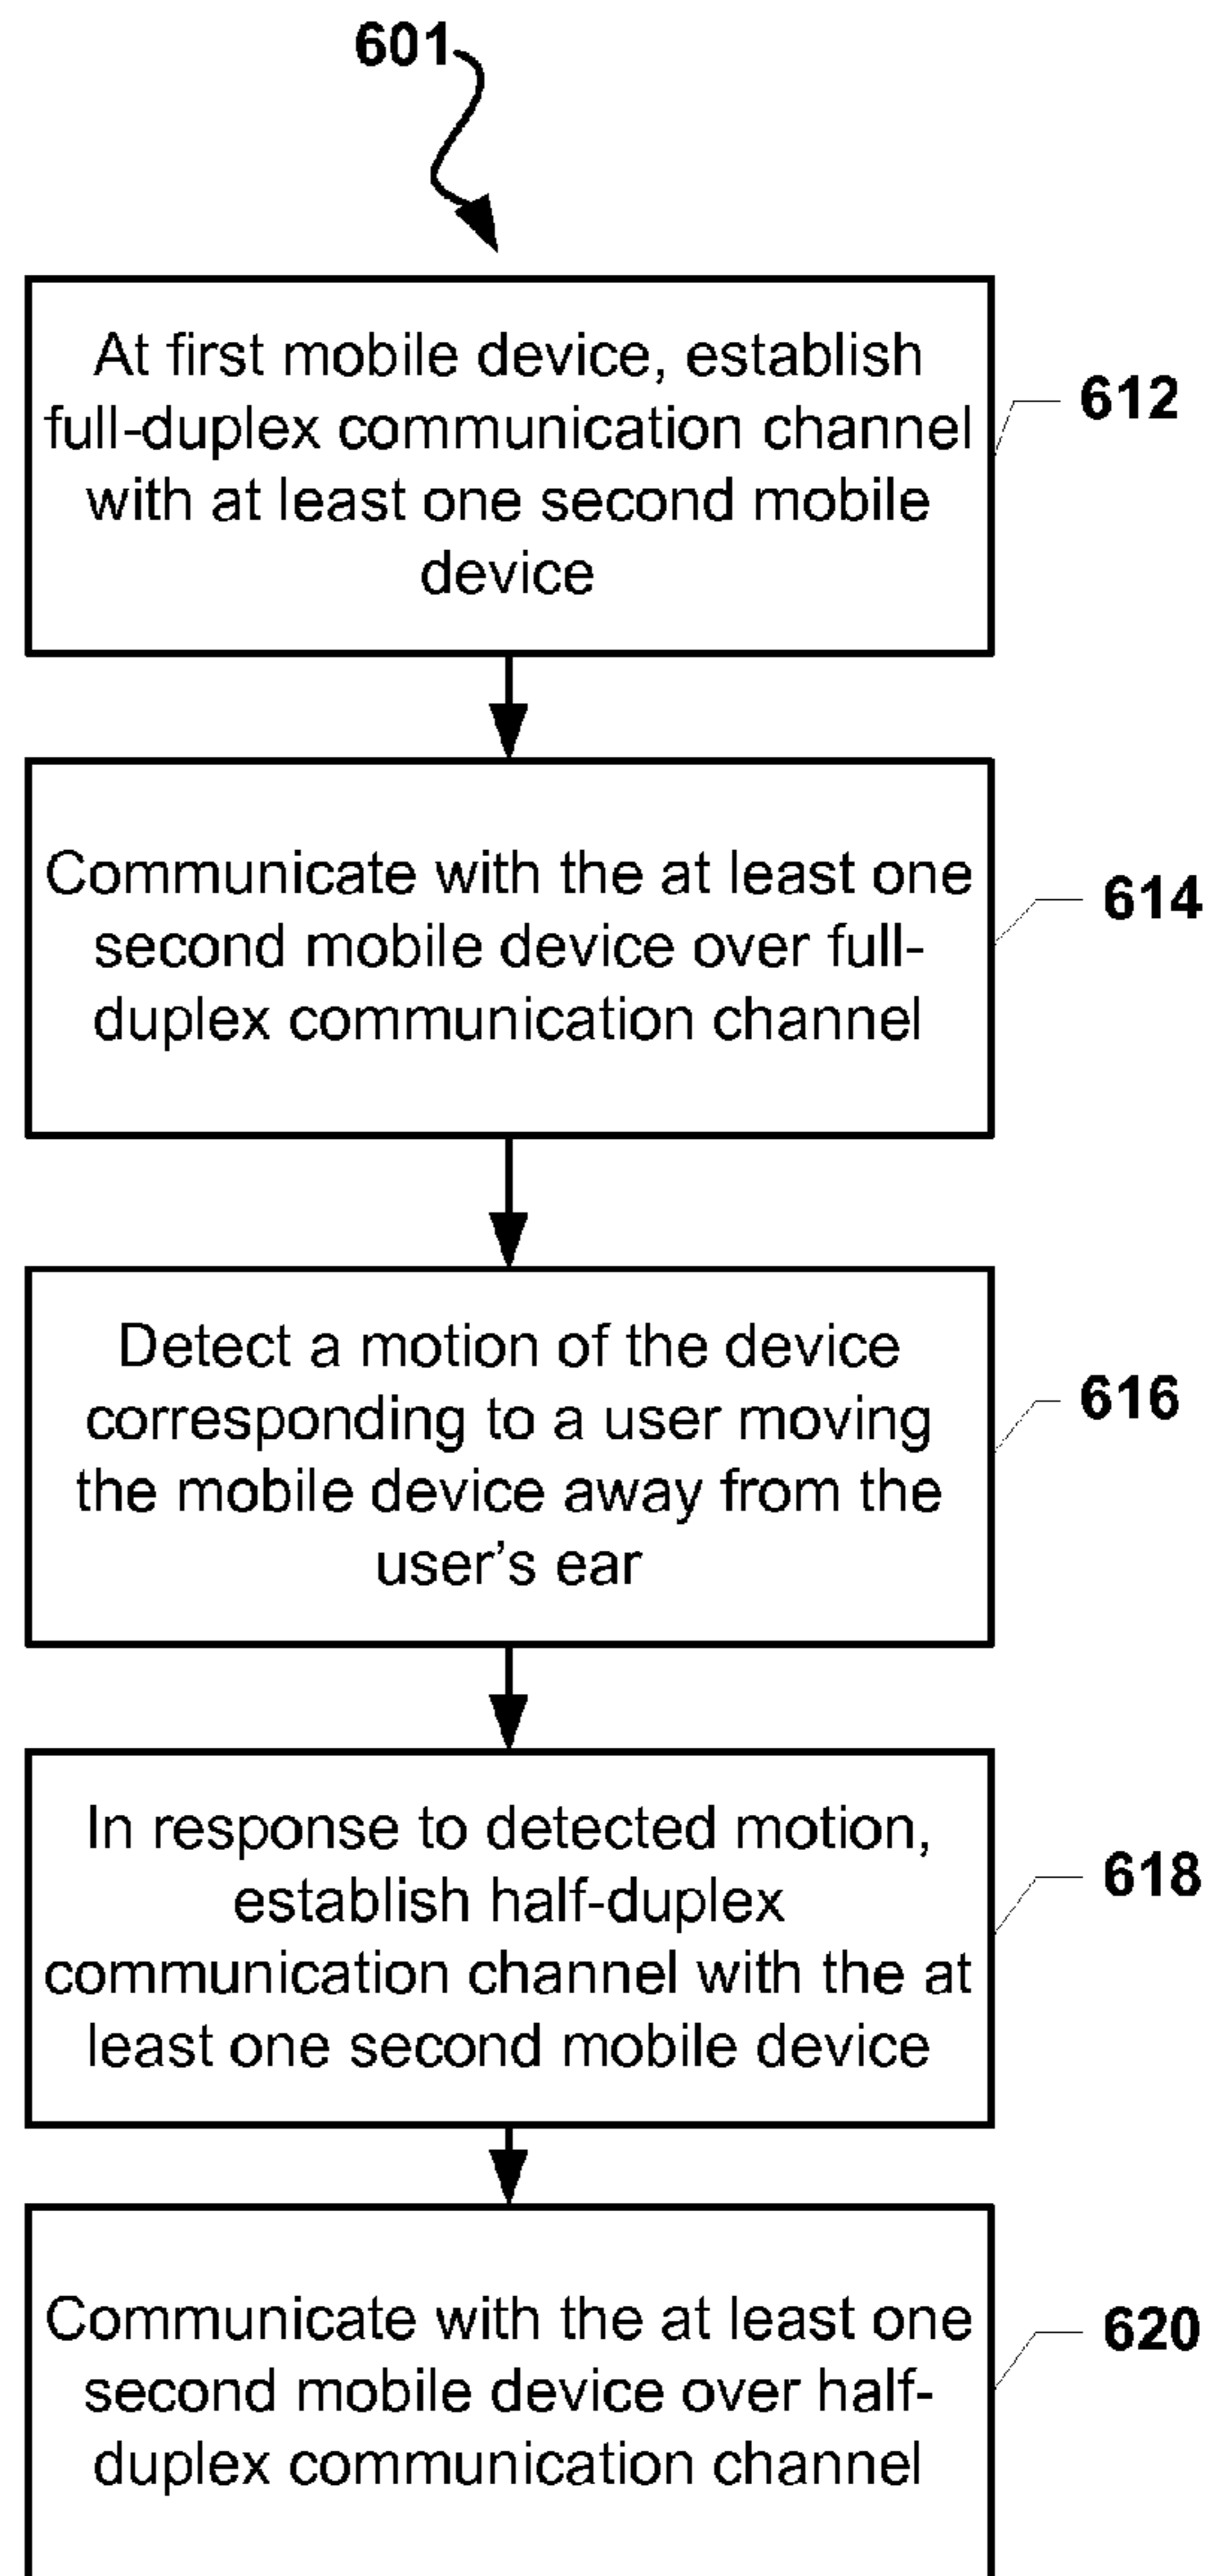 601
At first mobile device, establish
full-duplex communication channel
with at least one second mobile
device
612
Communicate with the at least one
second mobile device over full-
duplex communication channel
614
Detect a motion of the device
corresponding to a user moving
the mobile device away from the
user’s ear
616
In response to detected motion,
establish half-duplex
communication channel with the at
least one second mobile device
618
Communicate with the at least one
second mobile device over half-
duplex communication channel
620